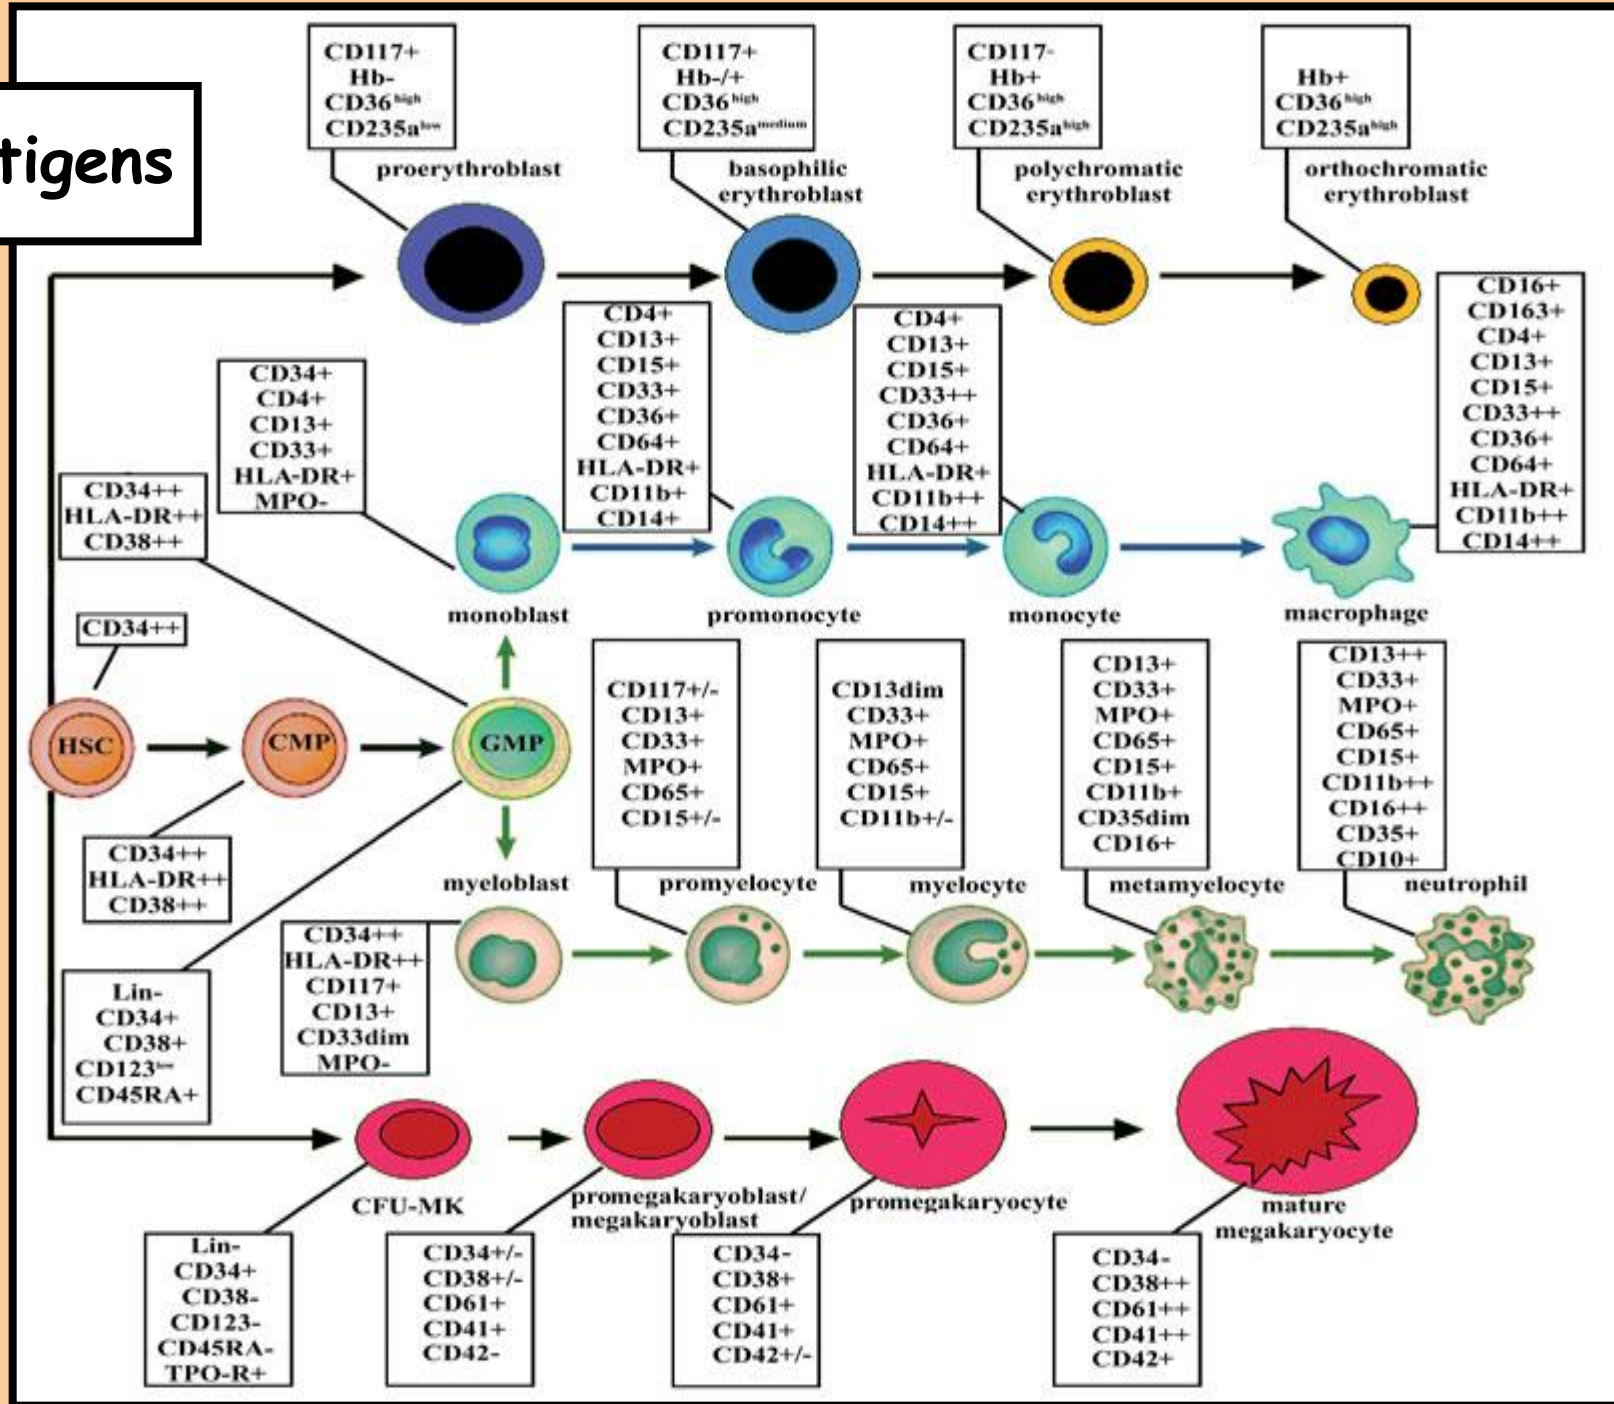 tigens
CD117+
Hb-
CD36high
CD235alow
proerythroblast
CD117+
Hb-/+
CD36high
CD235amedium
basophilic
erythroblast
CD117-
Hb+
CD36high
CD235ahigh
polychromatic
erythroblast
Hb+
CD36high
CD235ahigh
orthochromatic
erythroblast
CD34+
CD4+
CD13+
CD33+
HLA-DR+
MPO-
monoblast
CD4+
CD13+
CD15+
CD33+
CD36+
CD64+
HLA-DR+
CD11b+
CD14+
promonocyte
CD4+
CD13+
CD15+
CD33++
CD36+
CD64+
HLA-DR+
CD11b++
CD14++
monocyte
CD16+
CD163+
CD4+
CD13+
CD15+
CD33++
CD36+
CD64+
HLA-DR+
CD11b++
CD14++
macrophage
CD34++
HLA-DR++
CD38++
CD34++
HSC
CMP
GMP
CD34++
HLA-DR++
CD38++
Lin-
CD34+
CD38+
CD123low
CD45RA+
myeloblast
CD34++
HLA-DR++
CD117+
CD13+
CD33dim
MPO-
CD117+/-
CD13+
CD33+
MPO+
CD65+
CD15+/-
promyelocyte
CD13dim
CD33+
MPO+
CD65+
CD15+
CD11b+/-
myelocyte
CD13+
CD33+
MPO+
CD65+
CD15+
CD11b+
CD35dim
CD16+
metamyelocyte
CD13++
CD33+
MPO+
CD65+
CD15+
CD11b++
CD16++
CD35+
CD10+
neutrophil
CFU-MK
Lin-
CD34+
CD38-
CD123-
CD45RA-
TPO-R+
promegakaryoblast/
megakaryoblast
CD34+/-
CD38+/-
CD61+
CD41+
CD42-
promegakaryocyte
CD34-
CD38+
CD61+
CD41+
CD42+/-
mature
megakaryocyte
CD34-
CD38++
CD61++
CD41++
CD42+